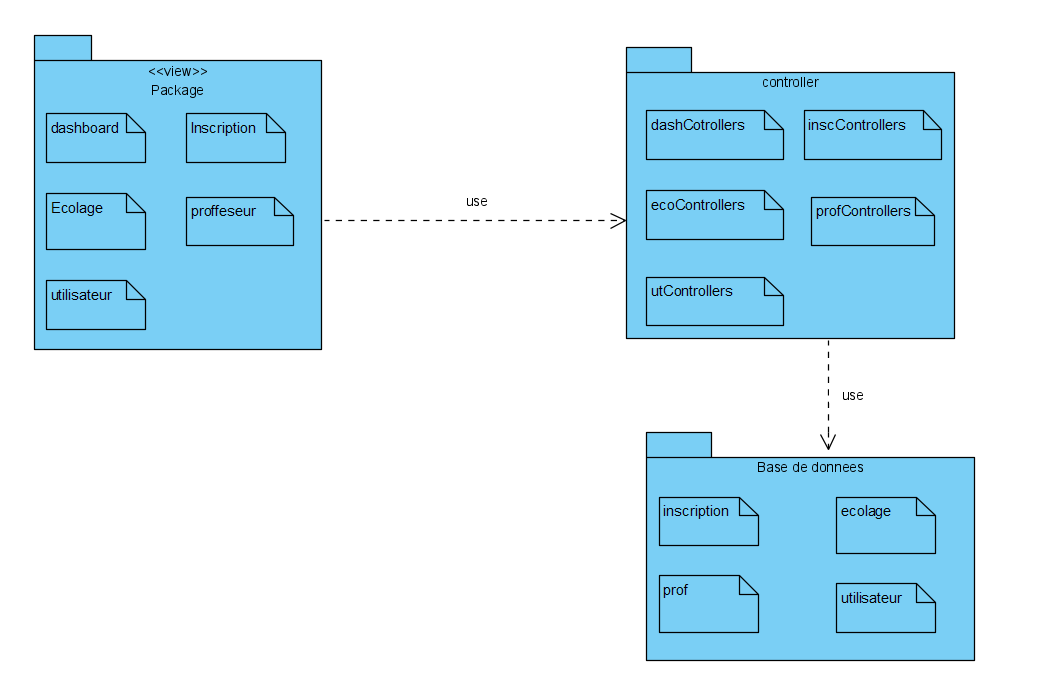 <<view>>
Package
dashboard
Inscription
Ecolage
proffeseur
utilisateur
use
controller
dashCotrollers
inscControllers
ecoControllers
profControllers
utControllers
use
Base de donnees
inscription
ecolage
prof
utilisateur